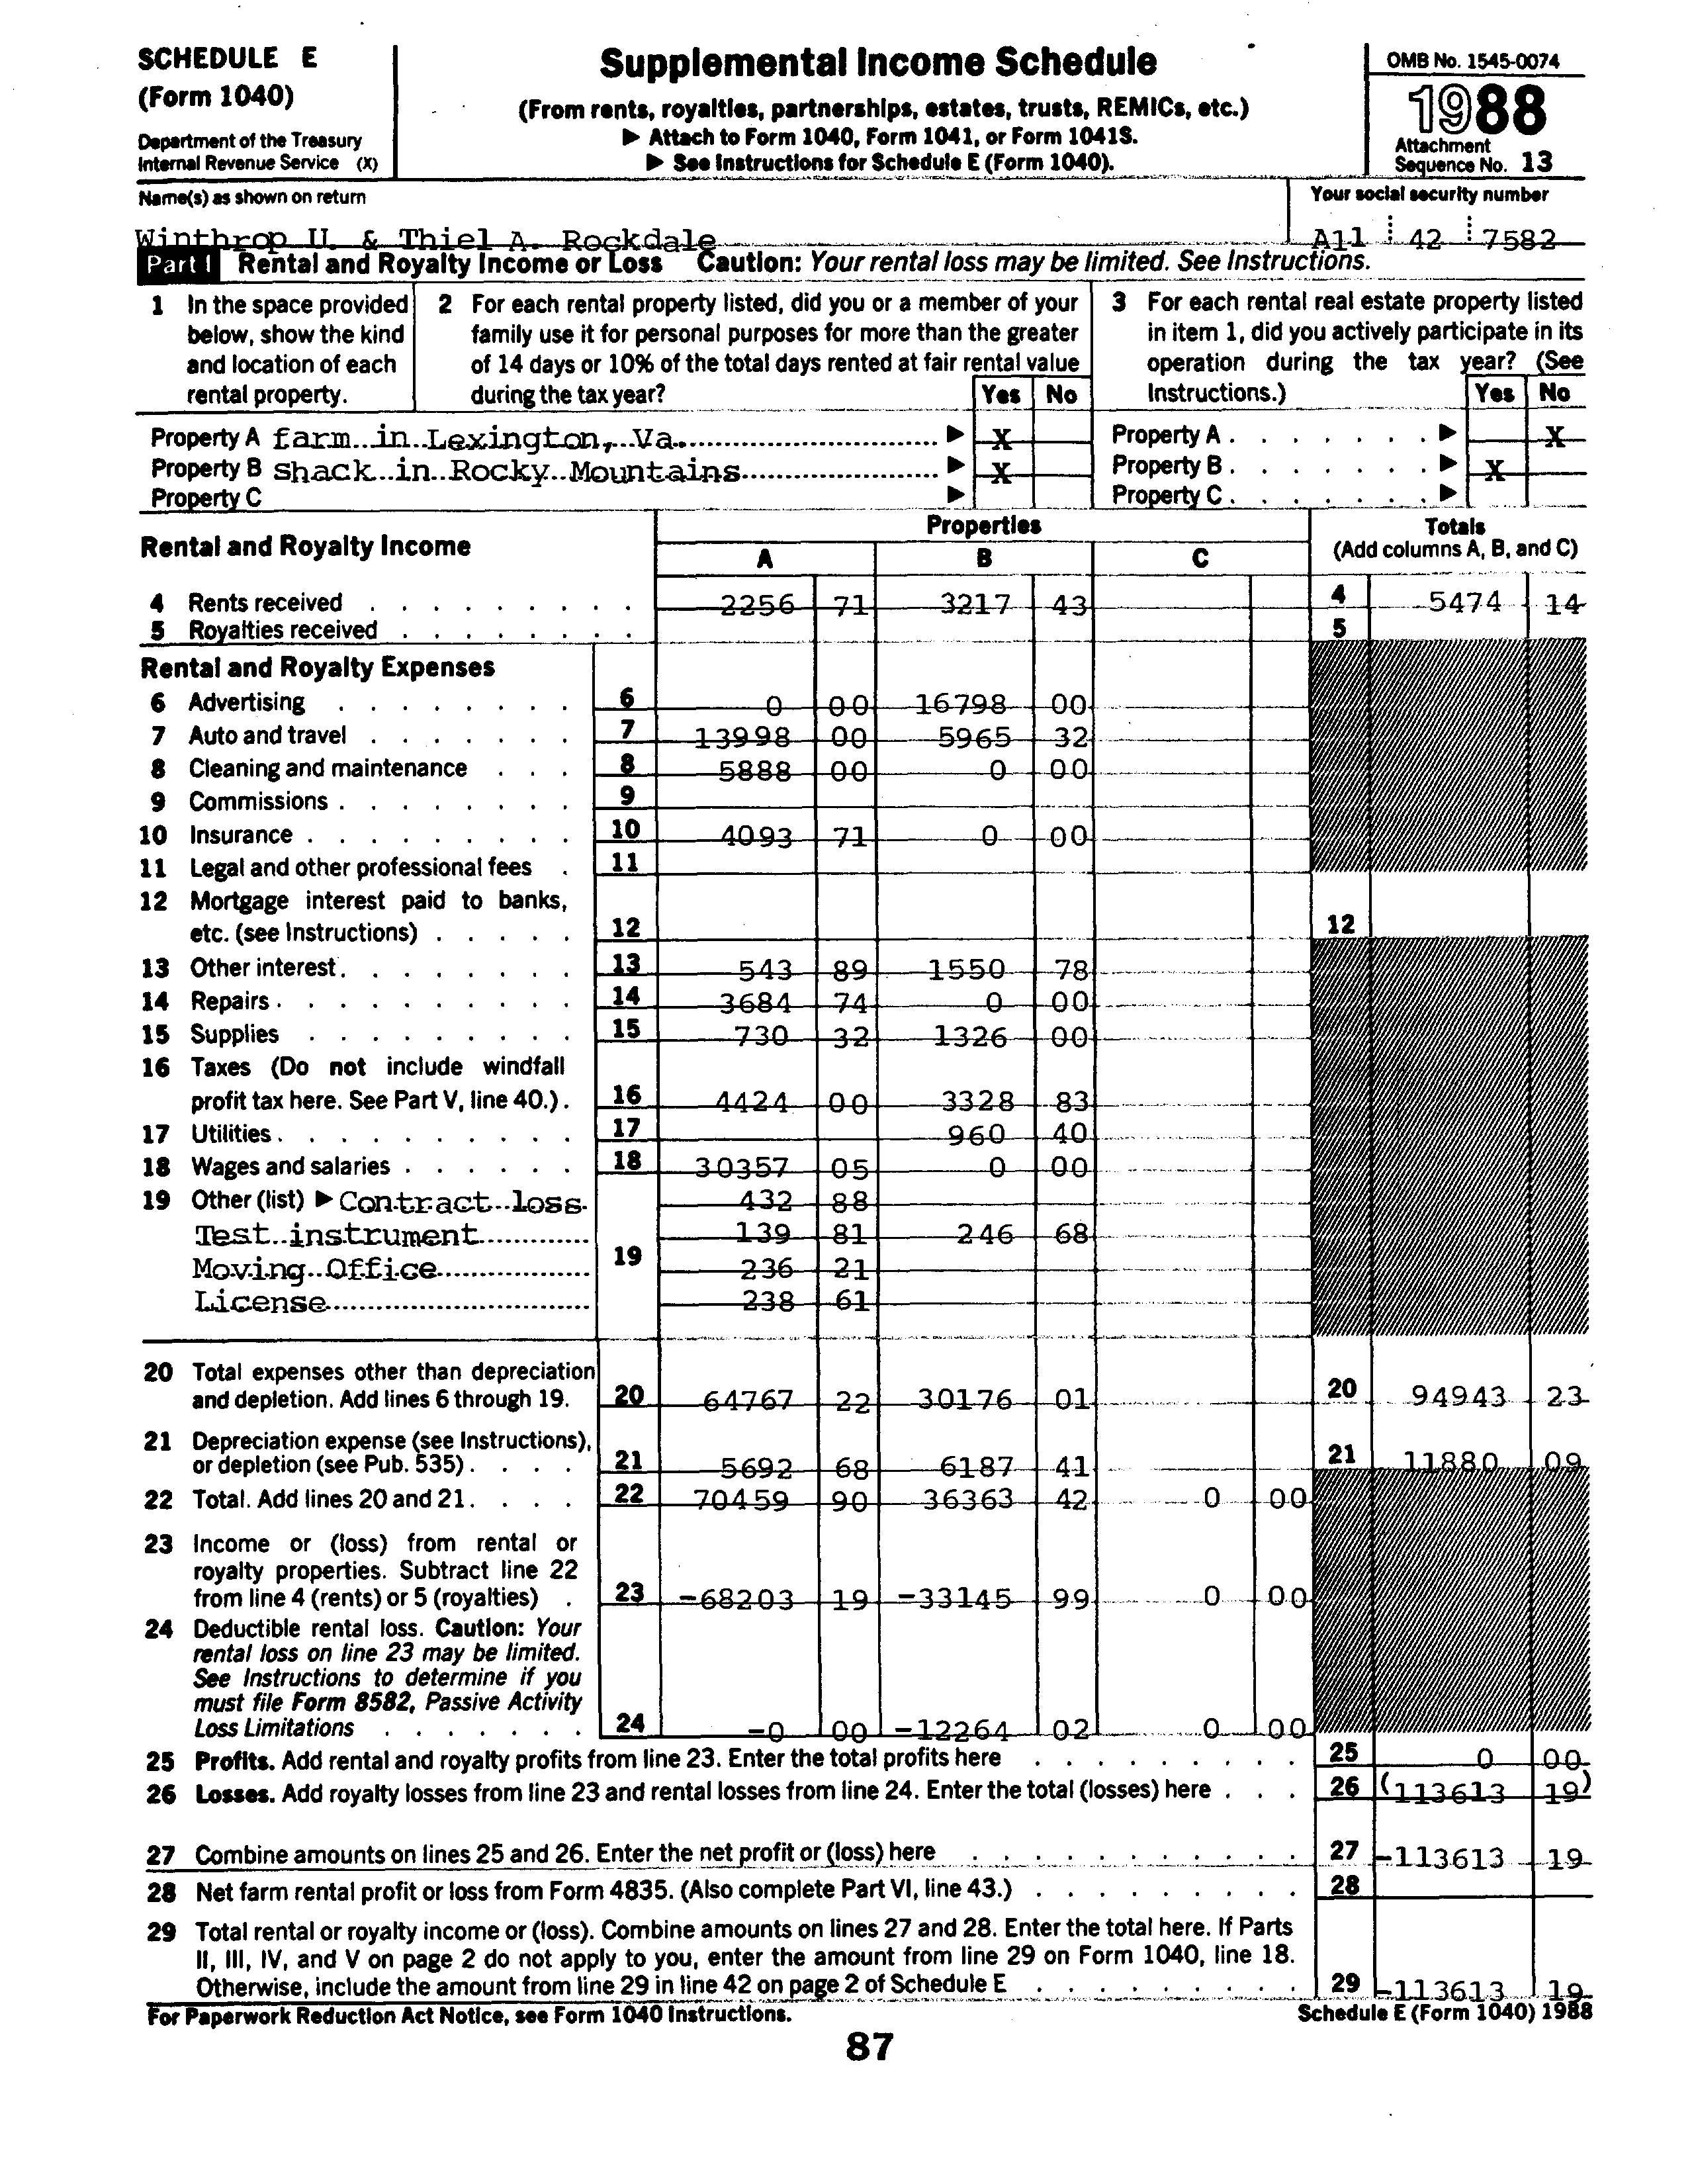 SCHEDULE E
(Form 1040)
Department of the Treasury
Internal Revenue Service (X)
Supplemental Income Schedule
(From rents, royalties, partnerships, estates, trusts, REMICs, etc.)
▶ Attach to Form 1040, Form 1041, or Form 1041S.
▶ See Instructions for Schedule E (Form 1040).
OMB No. 1545-0074
1988
Attachment
Sequence No. 13
Name(s) as shown on return
Your social security number
Winthrop U. & Thiel A. Rockdale
A11 42 7582
Part I Rental and Royalty Income or Loss Caution: Your rental loss may be limited. See Instructions.
1 In the space provided
below, show the kind
and location of each
rental property.
2 For each rental property listed, did you or a member of your
family use it for personal purposes for more than the greater
of 14 days or 10% of the total days rented at fair rental value
during the tax year? Yes No
3 For each rental real estate property listed
in item 1, did you actively participate in its
operation during the tax year? (See
Instructions.) Yes No
Property A farm in Lexington, Va. ▶ X
Property A . . . . . . . ▶ X
Property B shack in Rocky Mountains ▶ X
Property B . . . . . . . ▶ X
Property C ▶
Property C . . . . . . . ▶
Rental and Royalty Income
Properties
Totals
(Add columns A, B, and C)
A B C
4 Rents received . . . . . . . . . 2256 71 3217 43 4 5474 14
5 Royalties received . . . . . . . . 5
Rental and Royalty Expenses
6 Advertising . . . . . . . . 6 0 00 16798 00
7 Auto and travel . . . . . . . 7 13998 00 5965 32
8 Cleaning and maintenance . . . 8 5888 00 0 00
9 Commissions . . . . . . . . 9
10 Insurance . . . . . . . . . 10 4093 71 0 00
11 Legal and other professional fees . 11
12 Mortgage interest paid to banks,
etc. (see Instructions) . . . . . 12 12
13 Other interest . . . . . . . . 13 543 89 1550 78
14 Repairs . . . . . . . . . . 14 3684 74 0 00
15 Supplies . . . . . . . . . 15 730 32 1326 00
16 Taxes (Do not include windfall
profit tax here. See Part V, line 40.) . 16 4424 00 3328 83
17 Utilities . . . . . . . . . . 17 960 40
18 Wages and salaries . . . . . . 18 30357 05 0 00
19 Other (list) ▶ Contract loss 432 88
Test instrument 139 81 246 68
19
Moving Office 236 21
License 238 61
20 Total expenses other than depreciation
and depletion. Add lines 6 through 19. 20 64767 22 30176 01 20 94943 23
21 Depreciation expense (see Instructions),
or depletion (see Pub. 535) . . . . 21 5692 68 6187 41 21 11880 09
22 Total. Add lines 20 and 21 . . . . 22 70459 90 36363 42 0 00
23 Income or (loss) from rental or
royalty properties. Subtract line 22
from line 4 (rents) or 5 (royalties) . 23 -68203 19 -33145 99 0 00
24 Deductible rental loss. Caution: Your
rental loss on line 23 may be limited.
See Instructions to determine if you
must file Form 8582, Passive Activity
Loss Limitations . . . . . . . 24 -0 00 -12264 02 0 00
25 Profits. Add rental and royalty profits from line 23. Enter the total profits here . . . . . . . . . 25 0 00
26 Losses. Add royalty losses from line 23 and rental losses from line 24. Enter the total (losses) here . . . 26 (113613 19)
27 Combine amounts on lines 25 and 26. Enter the net profit or (loss) here . . . . . . . . . . . 27 -113613 19
28 Net farm rental profit or loss from Form 4835. (Also complete Part VI, line 43.) . . . . . . . . . 28
29 Total rental or royalty income or (loss). Combine amounts on lines 27 and 28. Enter the total here. If Parts
II, III, IV, and V on page 2 do not apply to you, enter the amount from line 29 on Form 1040, line 18.
Otherwise, include the amount from line 29 in line 42 on page 2 of Schedule E . . . . . . . . . 29 -113613 19
For Paperwork Reduction Act Notice, see Form 1040 Instructions.
Schedule E (Form 1040) 1988
87